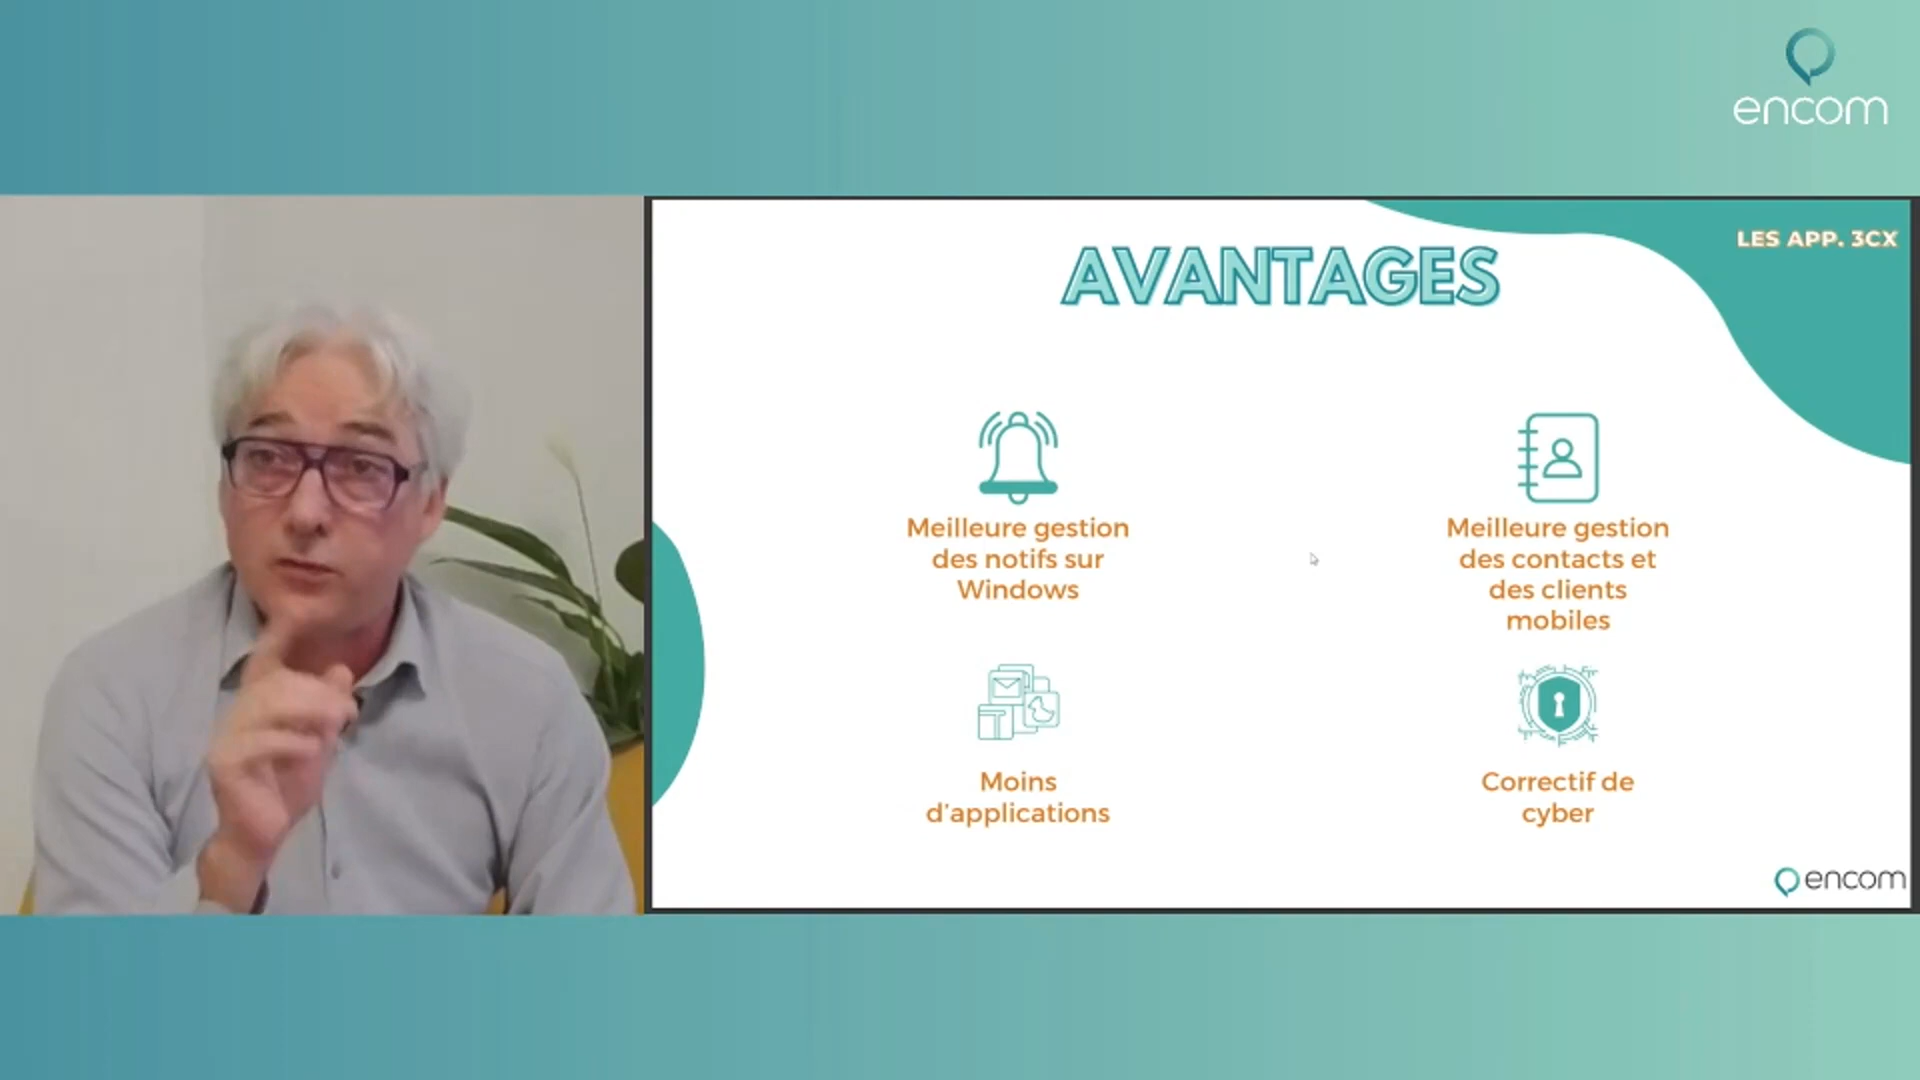 encom
LES APP. 3CX
AVANTAGES
Meilleure gestion
des notifs sur
Windows
Meilleure gestion
des contacts et
des clients
mobiles
Moins
d'applications
Correctif de
cyber
encom